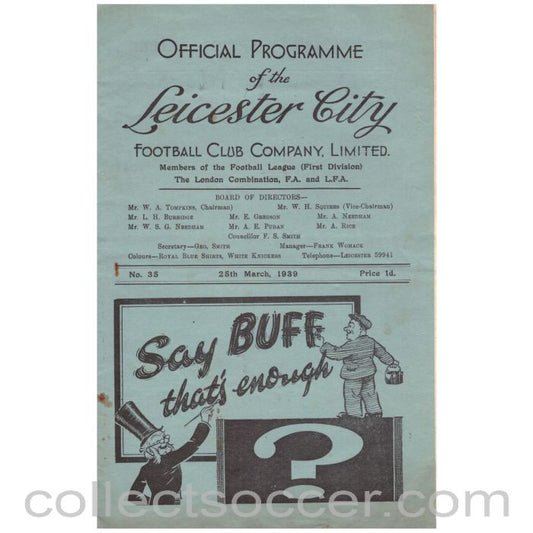 OFFICIAL PROGRAMME
of the
Leicester City
FOOTBALL CLUB COMPANY, LIMITED.
Members of the Football League (First Division)
The London Combination, F.A. and L.F.A.
BOARD OF DIRECTORS—
Mr. W. A. TOMPKINS, Chairman) Mr. W. H. SQUIRES (Vice-Chairman)
Mr. L. H. BURRIDGE Mr. E. GREGSON Mr. A. NEEDHAM
Mr. W. S. G. NEEDHAM Mr. A. E. PUDAN Mr. A. RICE
Councillor F. S. SMITH
Secretary—GEO. SMITH Manager—FRANK WOMACK
Colours—ROYAL BLUE SHIRTS, WHITE KNICKERS Telephone—LEICESTER 59941
No. 35 25th March, 1939 Price 1d.
Say BUFF
that's enough
?
collectsoccer.com